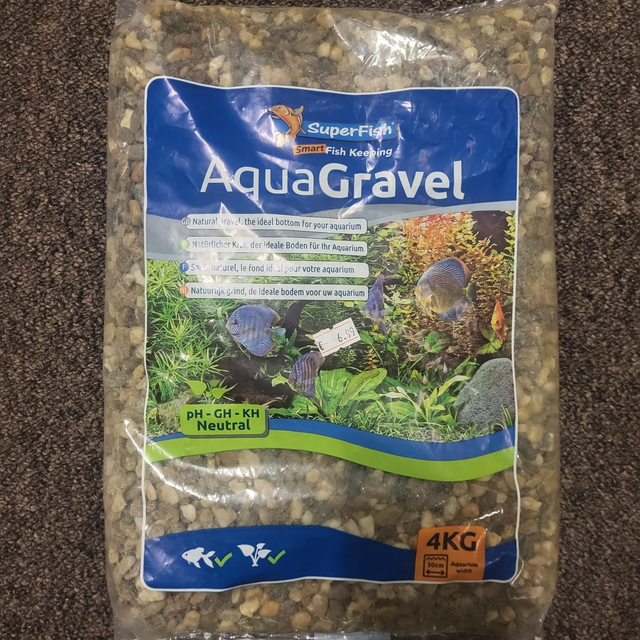 SuperFish
Smart Fish Keeping
AquaGravel
Natural gravel, the ideal bottom for your aquarium
Natürlicher Kies, der ideale Boden für Ihr Aquarium
naturel, le fond idéal pour votre aquarium
Natuurlijk grind, de ideale bodem voor uw aquarium
€ 6.99
pH - GH - KH
Neutral
4KG
30cm
Aquarium
width